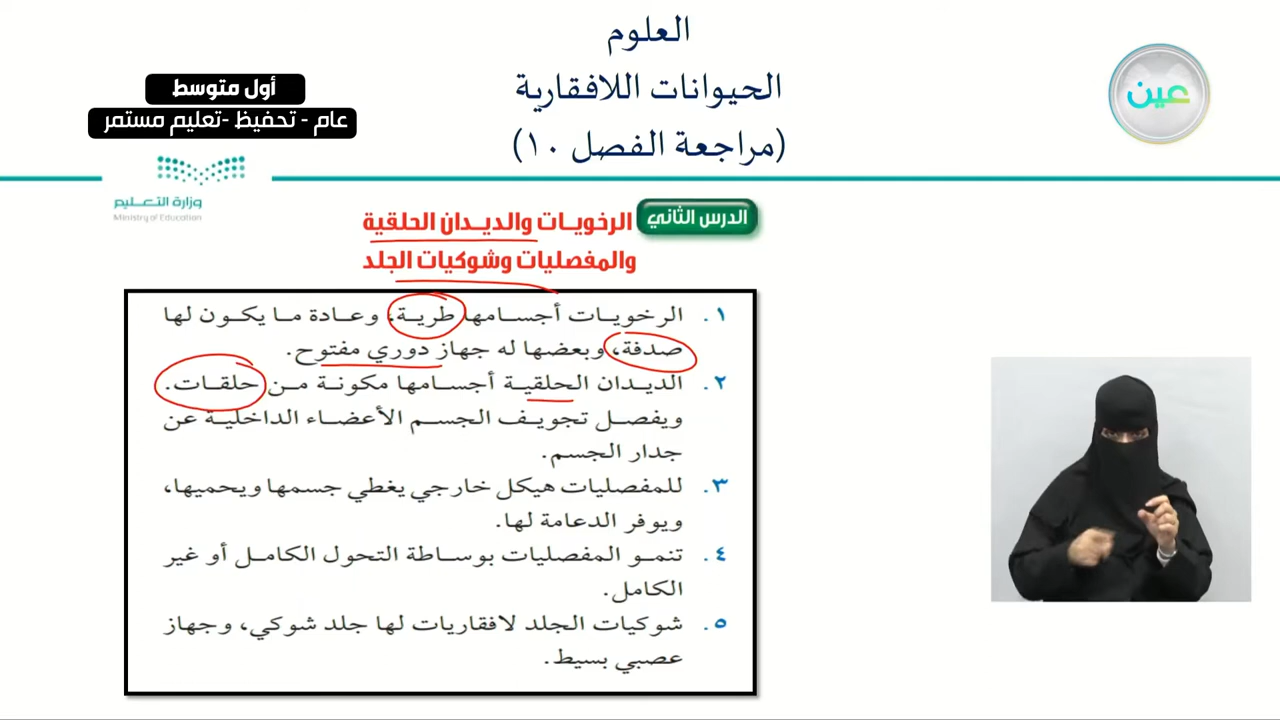 العلوم
الحيوانات اللافقارية
(مراجعة الفصل ١٠)
عين
أول متوسط
عام - تحفيظ -تعليم مستمر
وزارة التعليم
Ministry of Education
الدرس الثاني
الرخويات والديدان الحلقية
والمفصليات وشوكيات الجلد
١. الرخويات أجسامها طرية، وعادة ما يكون لها
صدفة، وبعضها له جهاز دوري مفتوح.
٢. الديدان الحلقية أجسامها مكونة من حلقات.
ويفصل تجويف الجسم الأعضاء الداخلية عن
جدار الجسم.
٣. للمفصليات هيكل خارجي يغطي جسمها ويحميها،
ويوفر الدعامة لها.
٤. تنمو المفصليات بوساطة التحول الكامل أو غير
الكامل.
٥. شوكيات الجلد لافقاريات لها جلد شوكي، وجهاز
عصبي بسيط.